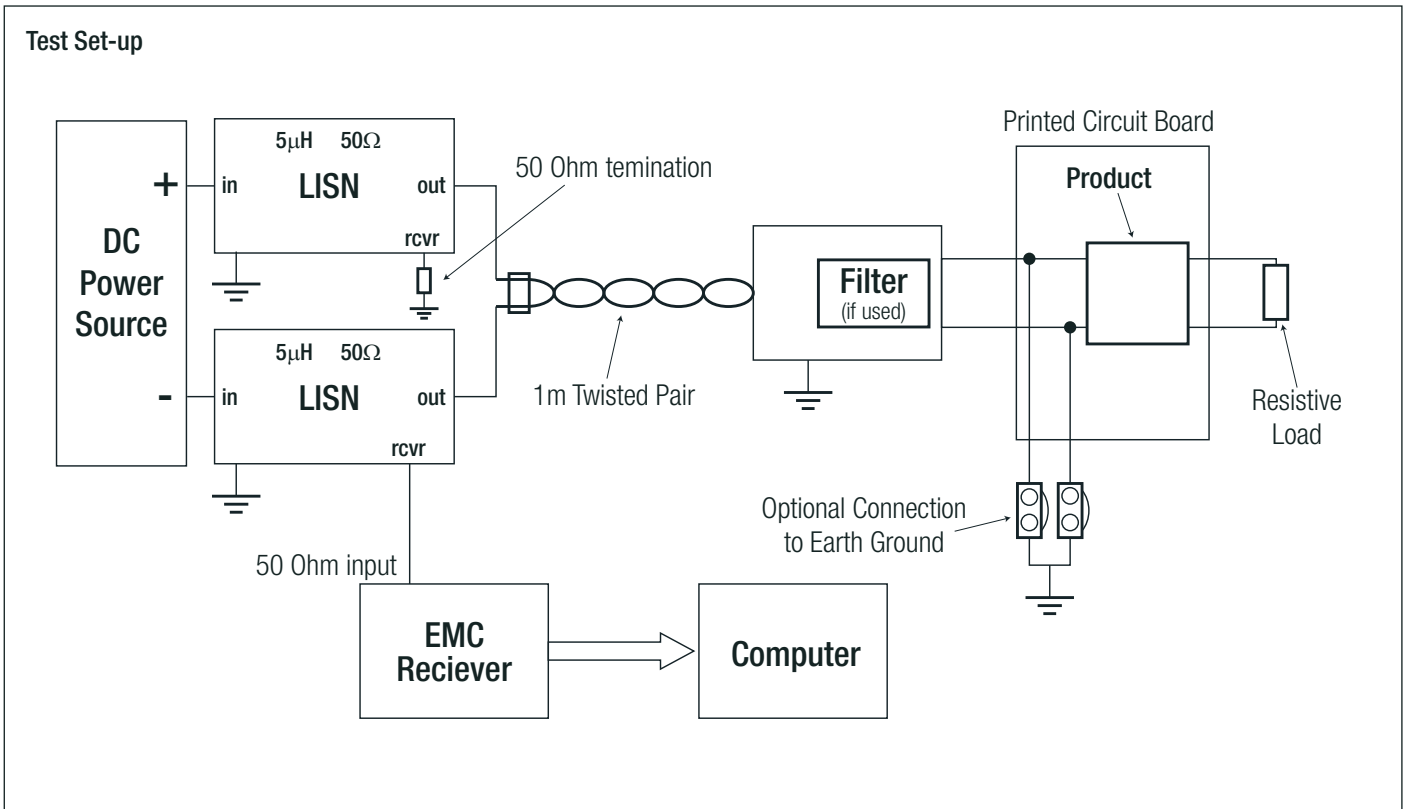 Test Set-up
DC
Power
Source
+
-
5μH 50Ω
LISN
in
out
rcvr
5μH 50Ω
LISN
in
out
rcvr
50 Ohm temination
1m Twisted Pair
Filter
(if used)
Printed Circuit Board
Product
Resistive
Load
Optional Connection
to Earth Ground
50 Ohm input
EMC
Reciever
Computer